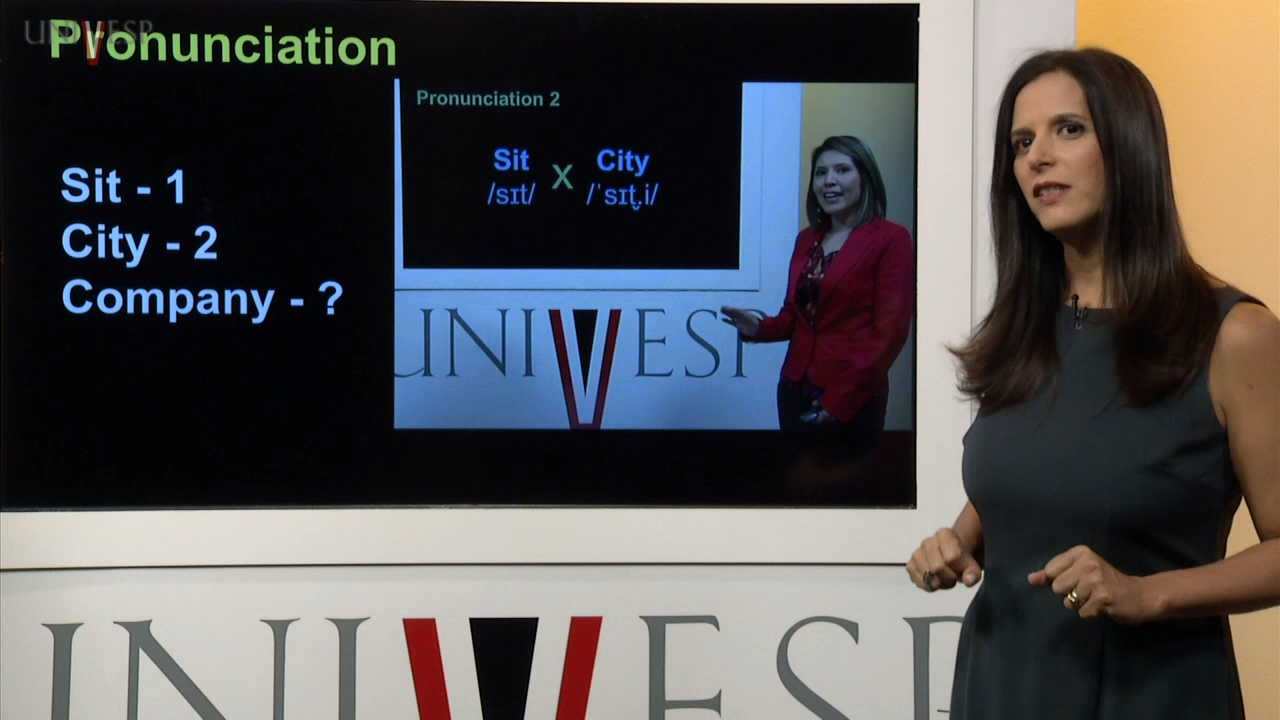 UNIVESP
Pronunciation
Sit - 1
City - 2
Company - ?
Pronunciation 2
Sit X City
/sɪt/ /ˈsɪt̬.i/
UNIVESP
UNIVESP